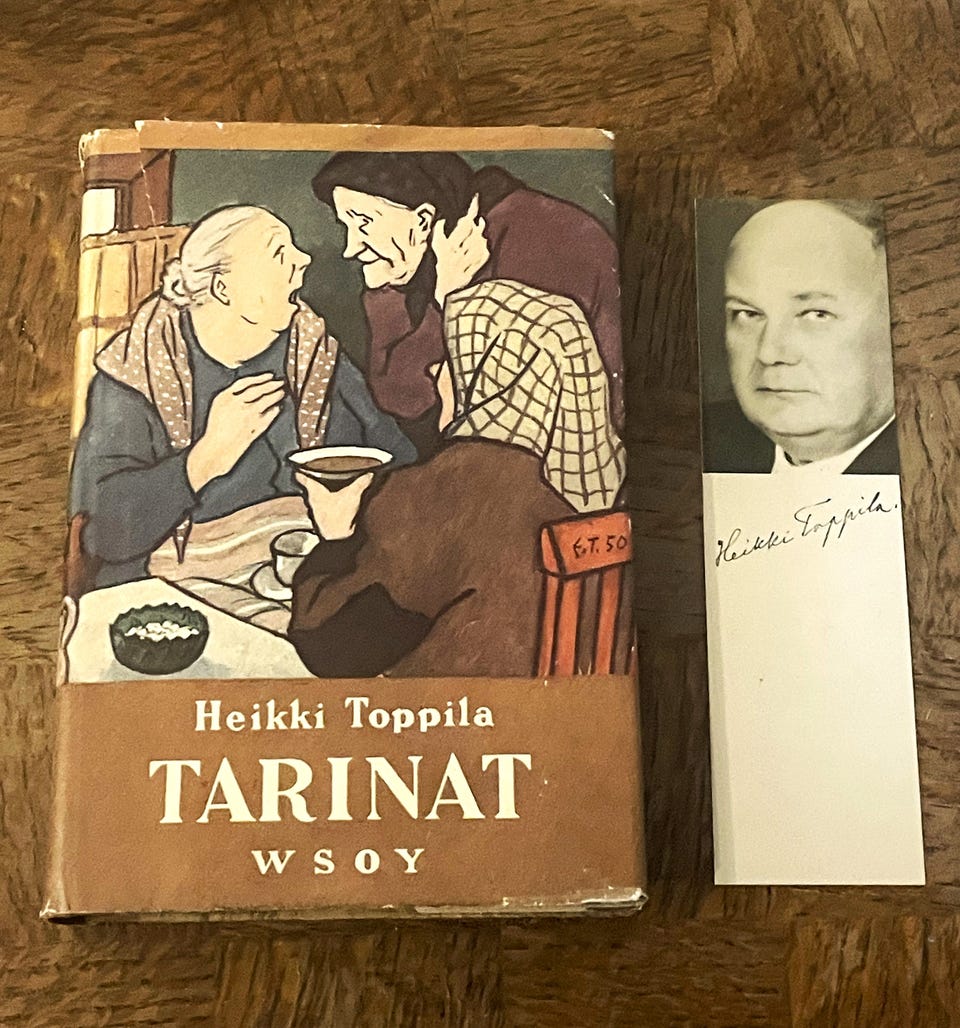 E.T. 50
Heikki Toppila
TARINAT
WSOY
Heikki Toppila.